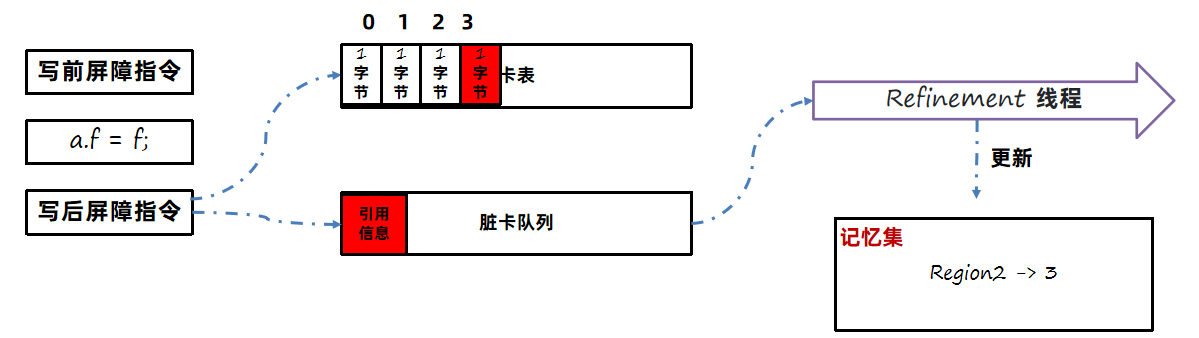 0 1 2 3
写前屏障指令
a.f = f;
写后屏障指令
1
字
节
1
字
节
1
字
节
1
字
节
卡表
引用
信息
脏卡队列
Refinement 线程
更新
记忆集
Region2 -> 3